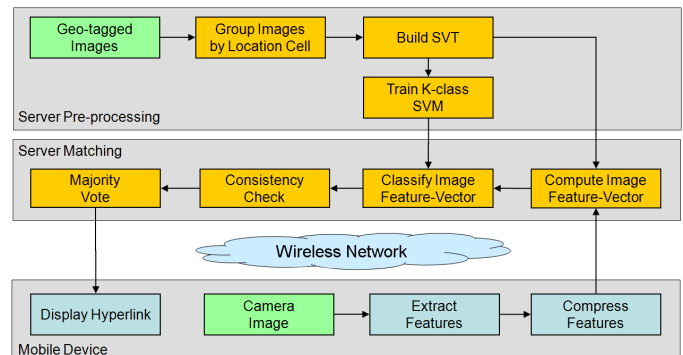 Geo-tagged
Images
Group Images
by Location Cell
Build SVT
Train K-class
SVM
Server Pre-processing
Server Matching
Majority
Vote
Consistency
Check
Classify Image
Feature-Vector
Compute Image
Feature-Vector
Wireless Network
Display Hyperlink
Camera
Image
Extract
Features
Compress
Features
Mobile Device